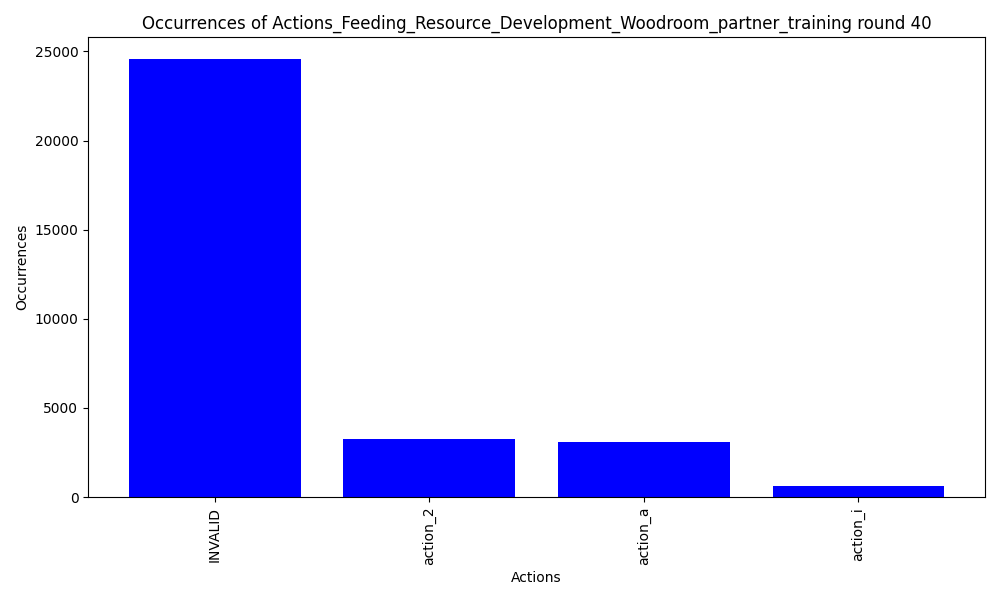 Occurrences of Actions_Feeding_Resource_Development_Woodroom_partner_training round 40
25000
20000
15000
10000
5000
0
Occurrences
INVALID
action_2
action_a
action_i
Actions